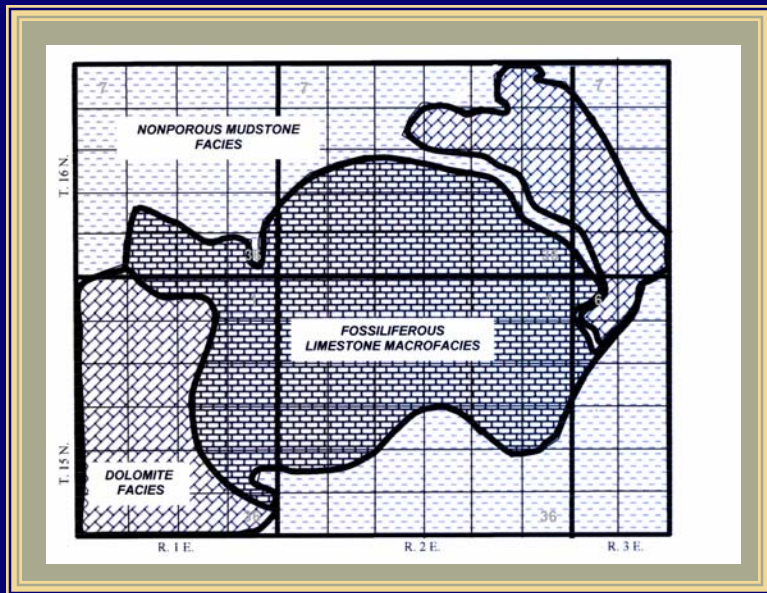 7
7
7
NONPOROUS MUDSTONE
FACIES
T. 16 N.
36
6
FOSSILIFEROUS
LIMESTONE MACROFACIES
T. 15 N.
DOLOMITE
FACIES
36
36
R. 1 E.
R. 2 E.
R. 3 E.